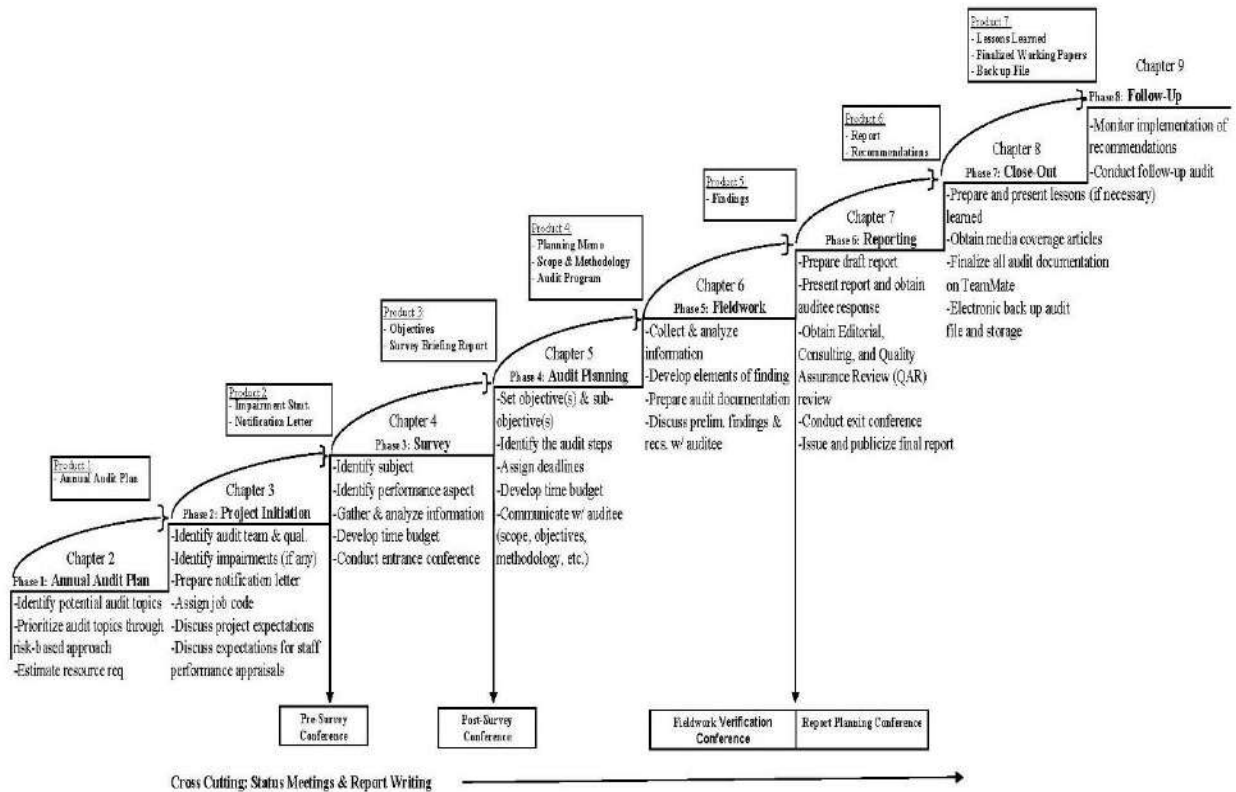 Product 1:
- Annual Audit Plan
Chapter 2
Phase 1: Annual Audit Plan
-Identify potential audit topics
-Prioritize audit topics through
risk-based approach
-Estimate resource req
Product 2
- Impairment Stmt.
- Notification Letter
Chapter 3
Phase 2: Project Initiation
-Identify audit team & qual.
-Identify impairments (if any)
-Prepare notification letter
-Assign job code
-Discuss project expectations
-Discuss expectations for staff
performance appraisals
Product 3:
- Objectives
- Survey Briefing Report
Chapter 4
Phase 3: Survey
-Identify subject
-Identify performance aspect
-Gather & analyze information
-Develop time budget
-Conduct entrance conference
Product 4:
- Planning Memo
- Scope & Methodology
- Audit Program
Chapter 5
Phase 4: Audit Planning
-Set objective(s) & sub-
objective(s)
-Identify the audit steps
-Assign deadlines
-Develop time budget
-Communicate w/ auditee
(scope, objectives,
methodology, etc.)
Product 5:
- Findings
Chapter 6
Phase 5: Fieldwork
-Collect & analyze
information
-Develop elements of finding
-Prepare audit documentation
-Discuss prelim. findings &
recs. w/ auditee
Product 6:
- Report
- Recommendations
Chapter 7
Phase 6: Reporting
-Prepare draft report
-Present report and obtain
auditee response
-Obtain Editorial,
Consulting, and Quality
Assurance Review (QAR)
review
-Conduct exit conference
-Issue and publicize final report
Product 7:
- Lessons Learned
- Finalized Working Papers
- Back up File
Chapter 8
Phase 7: Close-Out
-Prepare and present lessons
learned
-Obtain media coverage articles
-Finalize all audit documentation
on TeamMate
-Electronic back up audit
file and storage
Chapter 9
Phase 8: Follow-Up
-Monitor implementation of
recommendations
-Conduct follow-up audit
(if necessary)
Pre-Survey
Conference
Post-Survey
Conference
Fieldwork Verification
Conference
Report Planning Conference
Cross Cutting: Status Meetings & Report Writing